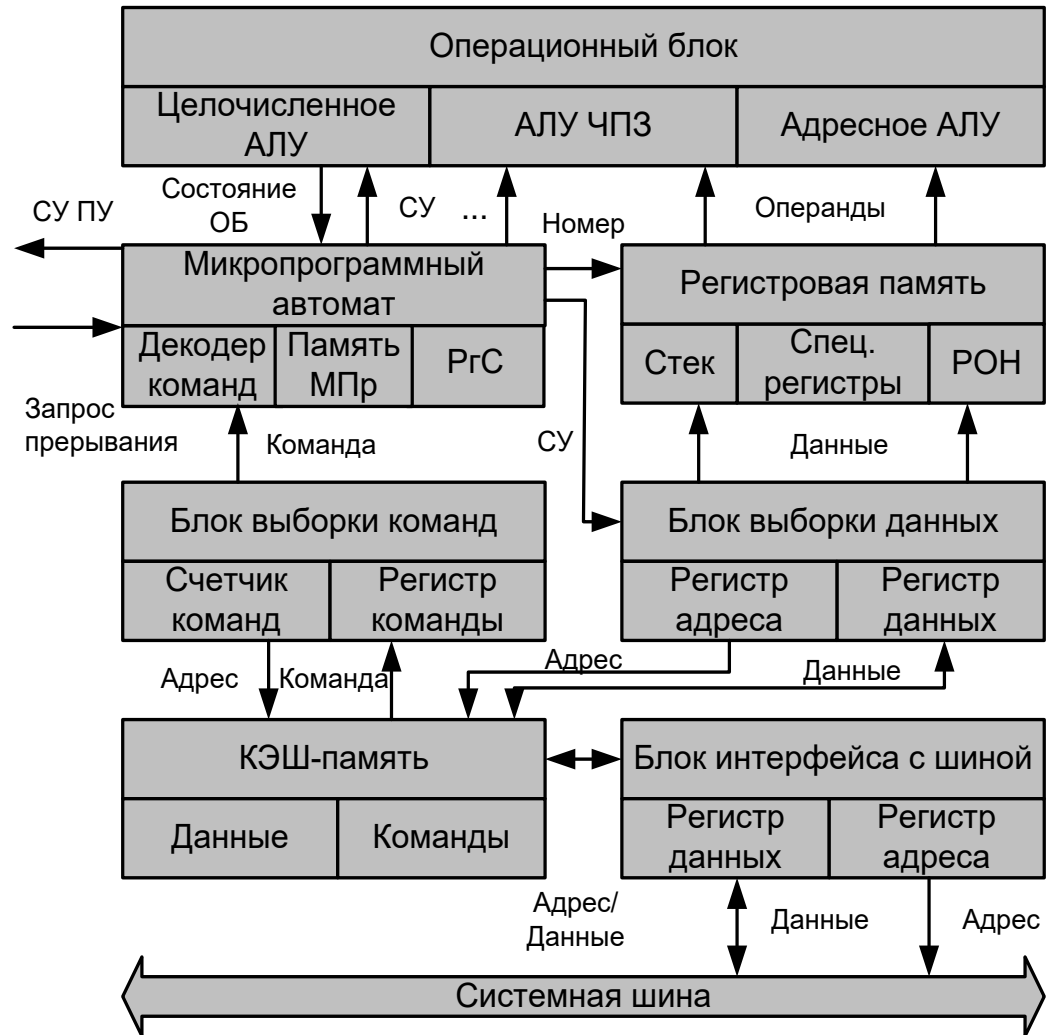 Операционный блок
Целочисленное
АЛУ
АЛУ ЧПЗ
Адресное АЛУ
Состояние
ОБ
СУ
...
Операнды
СУ ПУ
Номер
Микропрограммный
автомат
Регистровая память
Декодер
команд
Память
МПр
РгС
Стек
Спец.
регистры
РОН
Запрос
прерывания
Команда
СУ
Данные
Блок выборки команд
Блок выборки данных
Счетчик
команд
Регистр
команды
Регистр
адреса
Регистр
данных
Адрес
Команда
Адрес
Данные
КЭШ-память
Блок интерфейса с шиной
Данные
Команды
Регистр
данных
Регистр
адреса
Адрес/
Данные
Данные
Адрес
Системная шина